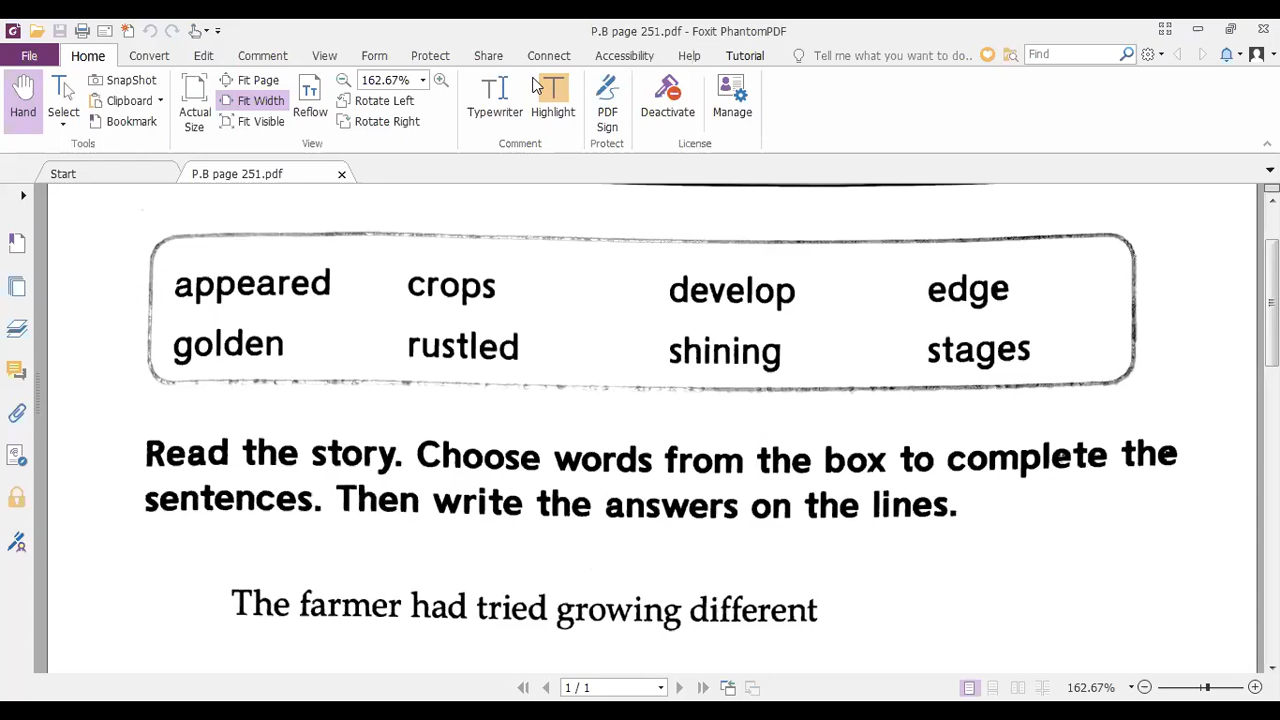 P.B page 251.pdf - Foxit PhantomPDF
File Home Convert Edit Comment View Form Protect Share Connect Accessibility Help Tutorial Tell me what you want to do... Find
Hand
Select
SnapShot
Clipboard
Bookmark
Tools
Actual Size
Fit Page
Fit Width
Fit Visible
Reflow
162.67%
Rotate Left
Rotate Right
View
Typewriter
Highlight
Comment
PDF Sign
Protect
Deactivate
Manage
License
Start P.B page 251.pdf
appeared crops develop edge
golden rustled shining stages
Read the story. Choose words from the box to complete the
sentences. Then write the answers on the lines.
The farmer had tried growing different
1 / 1 162.67%